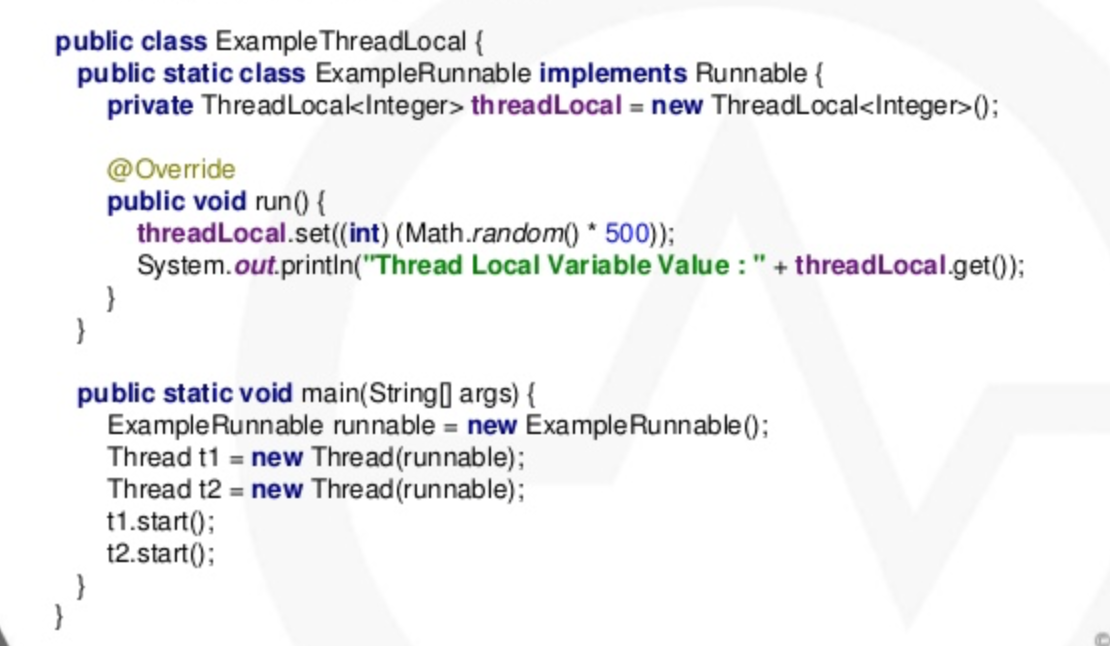 public class ExampleThreadLocal {
public static class ExampleRunnable implements Runnable {
private ThreadLocal<Integer> threadLocal = new ThreadLocal<Integer>();
@Override
public void run() {
threadLocal.set((int) (Math.random() * 500));
System.out.println("Thread Local Variable Value : " + threadLocal.get());
}
}
public static void main(String[] args) {
ExampleRunnable runnable = new ExampleRunnable();
Thread t1 = new Thread(runnable);
Thread t2 = new Thread(runnable);
t1.start();
t2.start();
}
}